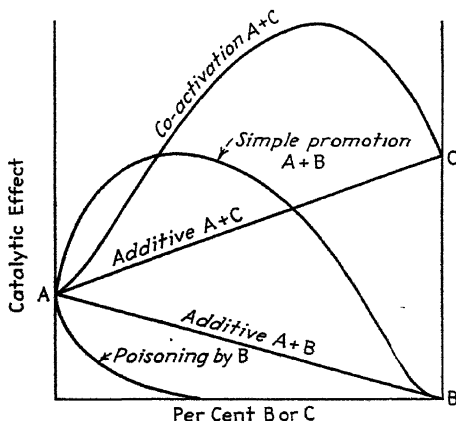 Co-activation A+C
Simple promotion
A+B
C
Additive A+C
A
Additive A+B
Poisoning by B
B
Catalytic Effect
Per Cent B or C